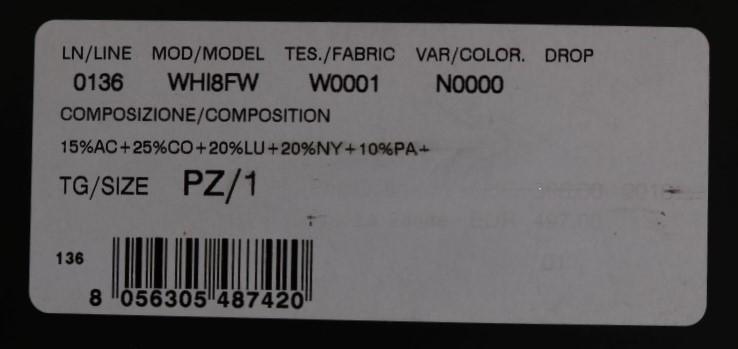 LN/LINE MOD/MODEL TES./FABRIC VAR/COLOR. DROP
0136 WHI8FW W0001 N0000
COMPOSIZIONE/COMPOSITION
15%AC+25%CO+20%LU+20%NY+10%PA+
TG/SIZE PZ/1
136
8 056305 487420